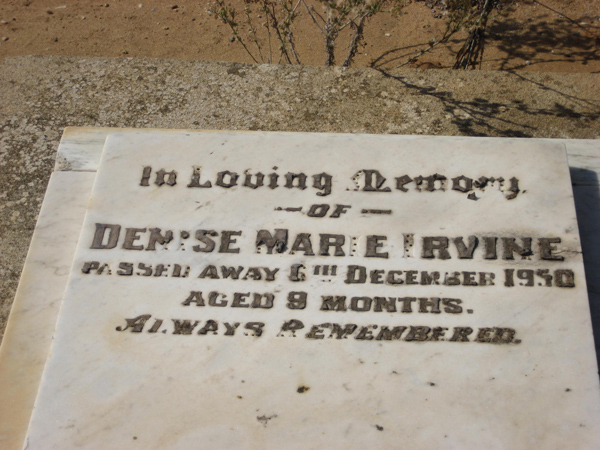 In Loving Memory
— OF —
DENISE MARIE IRVINE
PASSED AWAY 6TH DECEMBER 1950
AGED 9 MONTHS.
ALWAYS REMEMBERED.